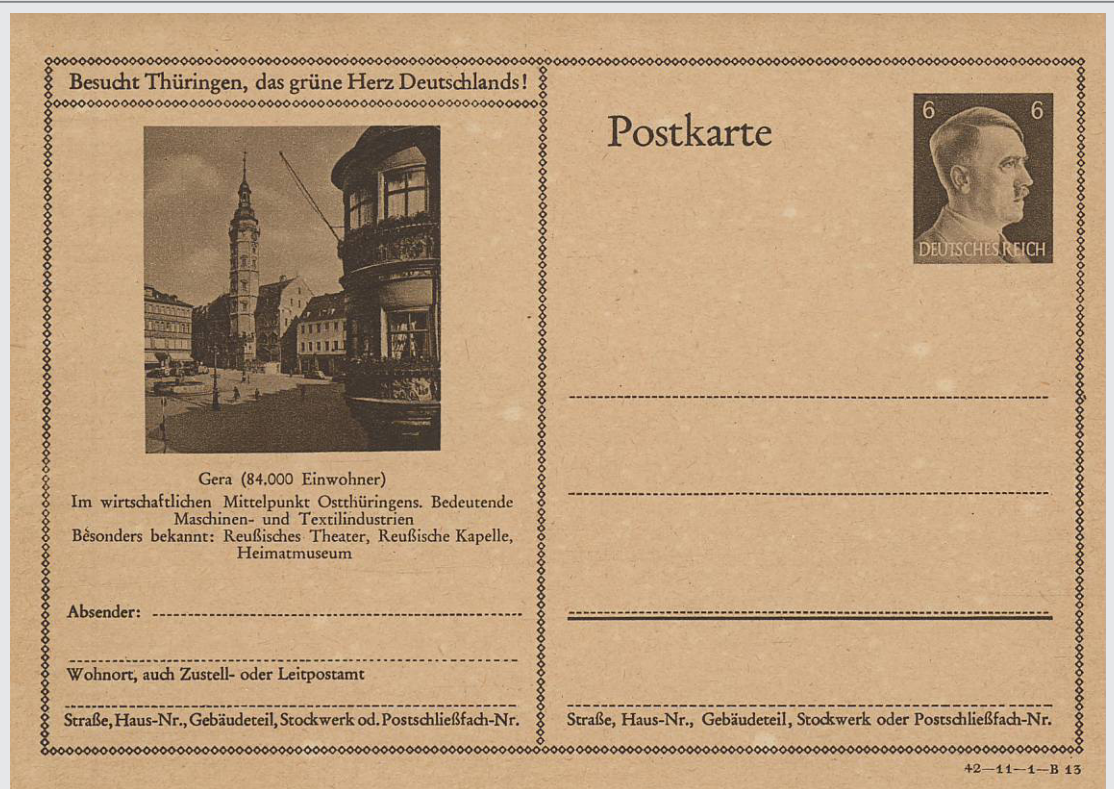 Besucht Thüringen, das grüne Herz Deutschlands!
Gera (84.000 Einwohner)
Im wirtschaftlichen Mittelpunkt Ostthüringens. Bedeutende
Maschinen- und Textilindustrien
Besonders bekannt: Reußisches Theater, Reußische Kapelle,
Heimatmuseum
Absender:
Wohnort, auch Zustell- oder Leitpostamt
Straße, Haus-Nr., Gebäudeteil, Stockwerk od. Postschließfach-Nr.
Postkarte
6 6
DEUTSCHES REICH
Straße, Haus-Nr., Gebäudeteil, Stockwerk oder Postschließfach-Nr.
42—11—1—B 13